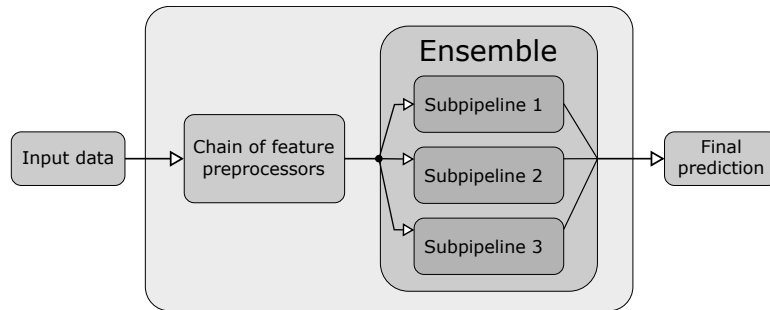 Ensemble
Input data
Chain of feature
preprocessors
Subpipeline 1
Subpipeline 2
Subpipeline 3
Final
prediction